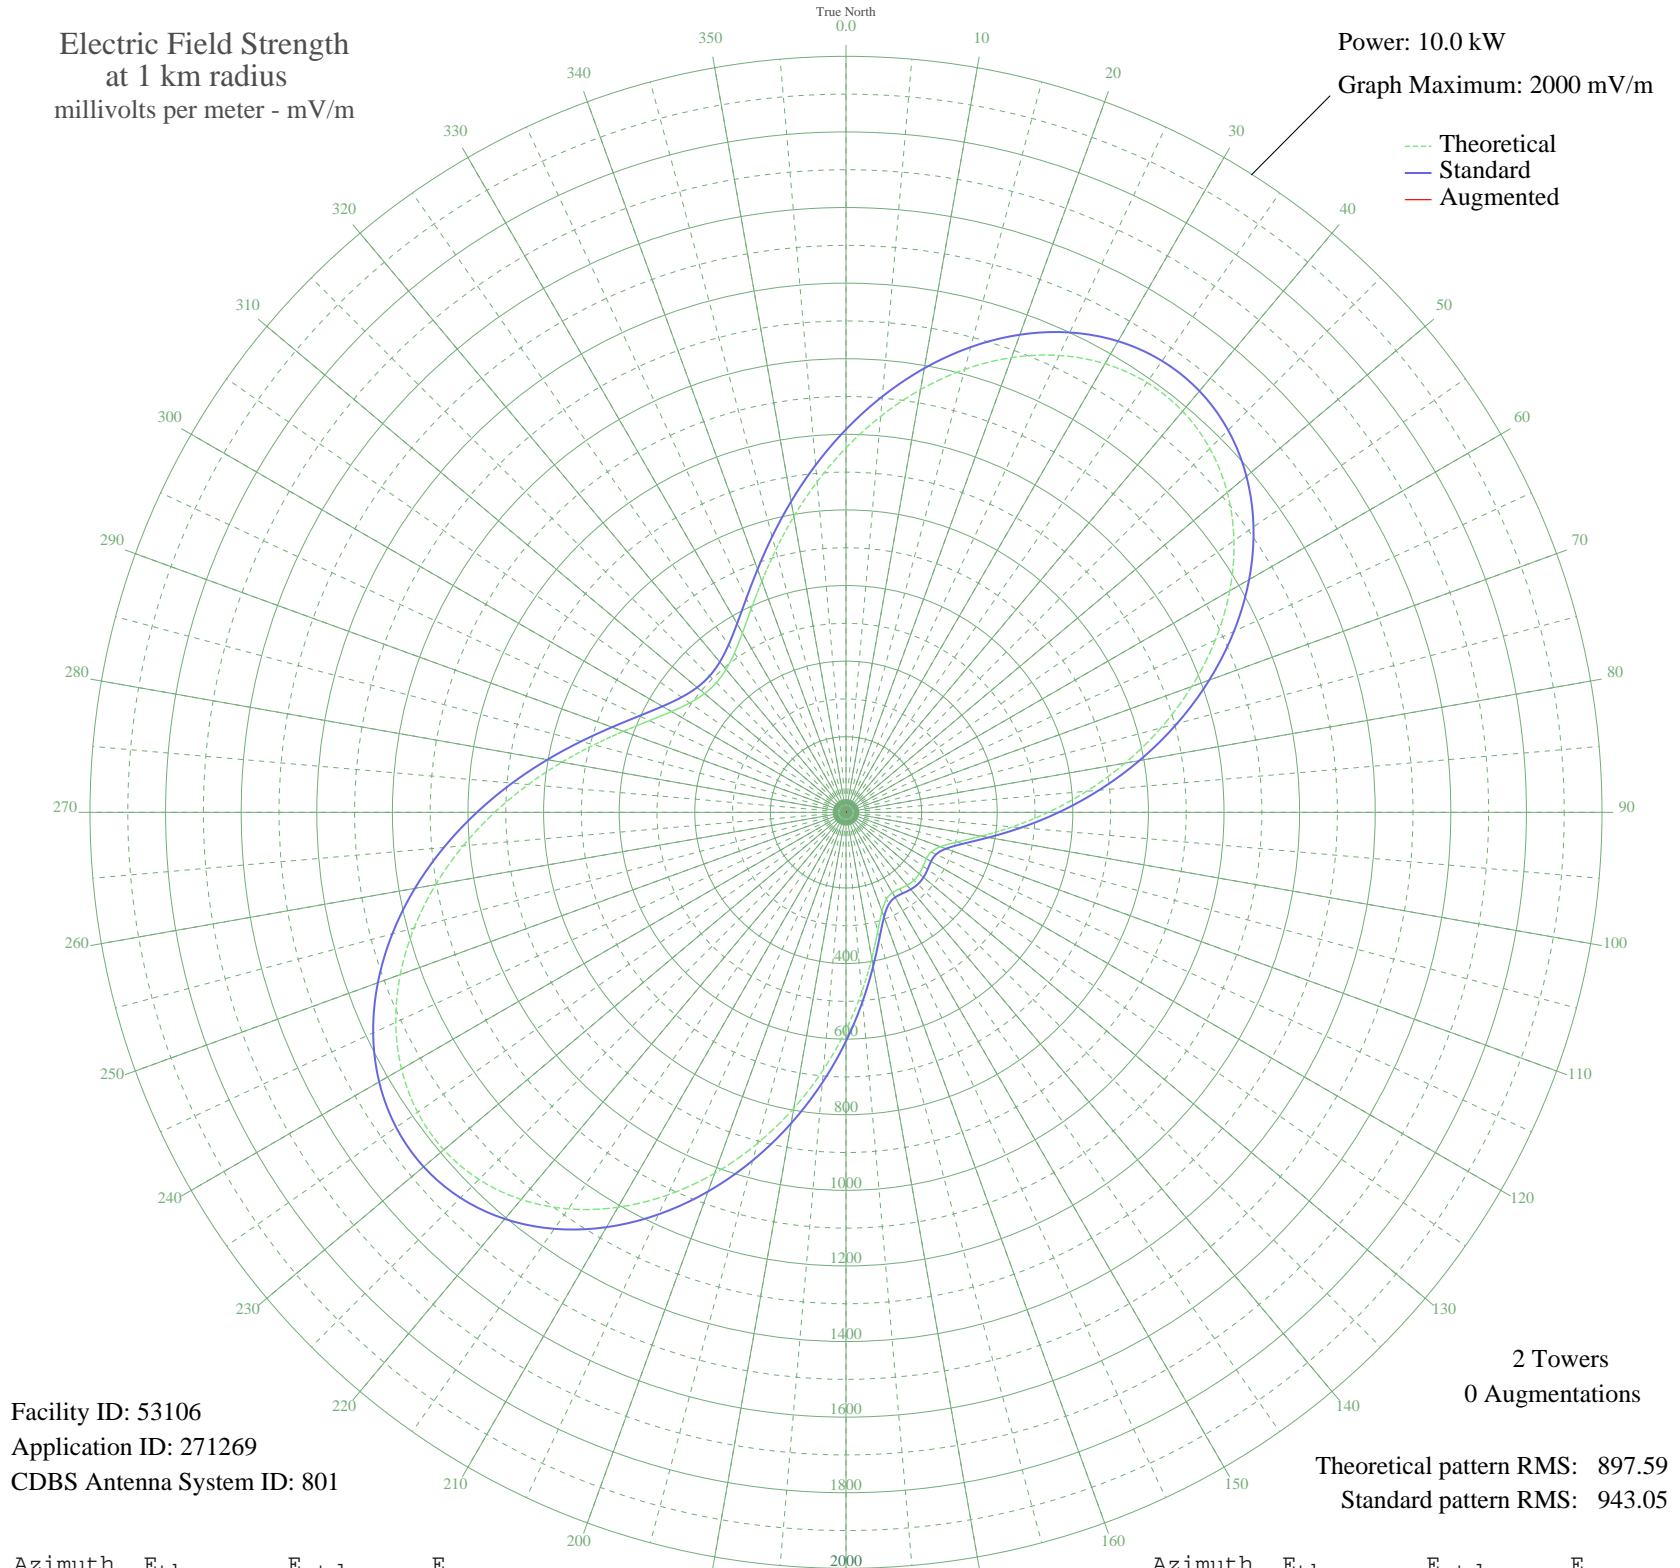 Electric Field Strength
at 1 km radius
millivolts per meter - mV/m
True North
0.0
Power: 10.0 kW
Graph Maximum: 2000 mV/m
Theoretical
Standard
Augmented
10
20
30
40
50
60
70
80
90
100
110
120
130
140
150
160
200
210
220
230
240
250
260
270
280
290
300
310
320
330
340
350
400
600
800
1000
1200
1400
1600
1800
2000
2 Towers
0 Augmentations
Facility ID: 53106
Application ID: 271269
CDBS Antenna System ID: 801
Theoretical pattern RMS: 897.59
Standard pattern RMS: 943.05
Azimuth
Azimuth